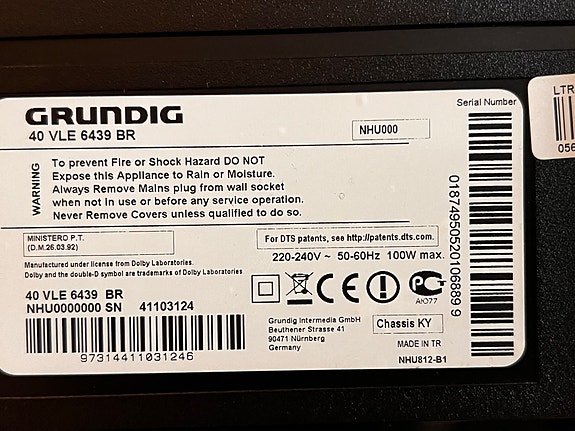 GRUNDIG
40 VLE 6439 BR
NHU000
Serial Number
LTR
056
WARNING
To prevent Fire or Shock Hazard DO NOT
Expose this Appliance to Rain or Moisture.
Always Remove Mains plug from wall socket
when not in use or before any service operation.
Never Remove Covers unless qualified to do so.
MINISTERO P.T.
(D.M.26.03.92)
For DTS patents, see http://patents.dts.com.
Manufactured under license from Dolby Laboratories.
Dolby and the double-D symbol are trademarks of Dolby Laboratories
220-240V ~ 50-60Hz 100W max.
40 VLE 6439 BR
NHU0000000 SN 41103124
97314411031246
CE
АЮ77
Grundig Intermedia GmbH
Beuthener Strasse 41
90471 Nürnberg
Germany
Chassis KY
MADE IN TR
NHU812-B1